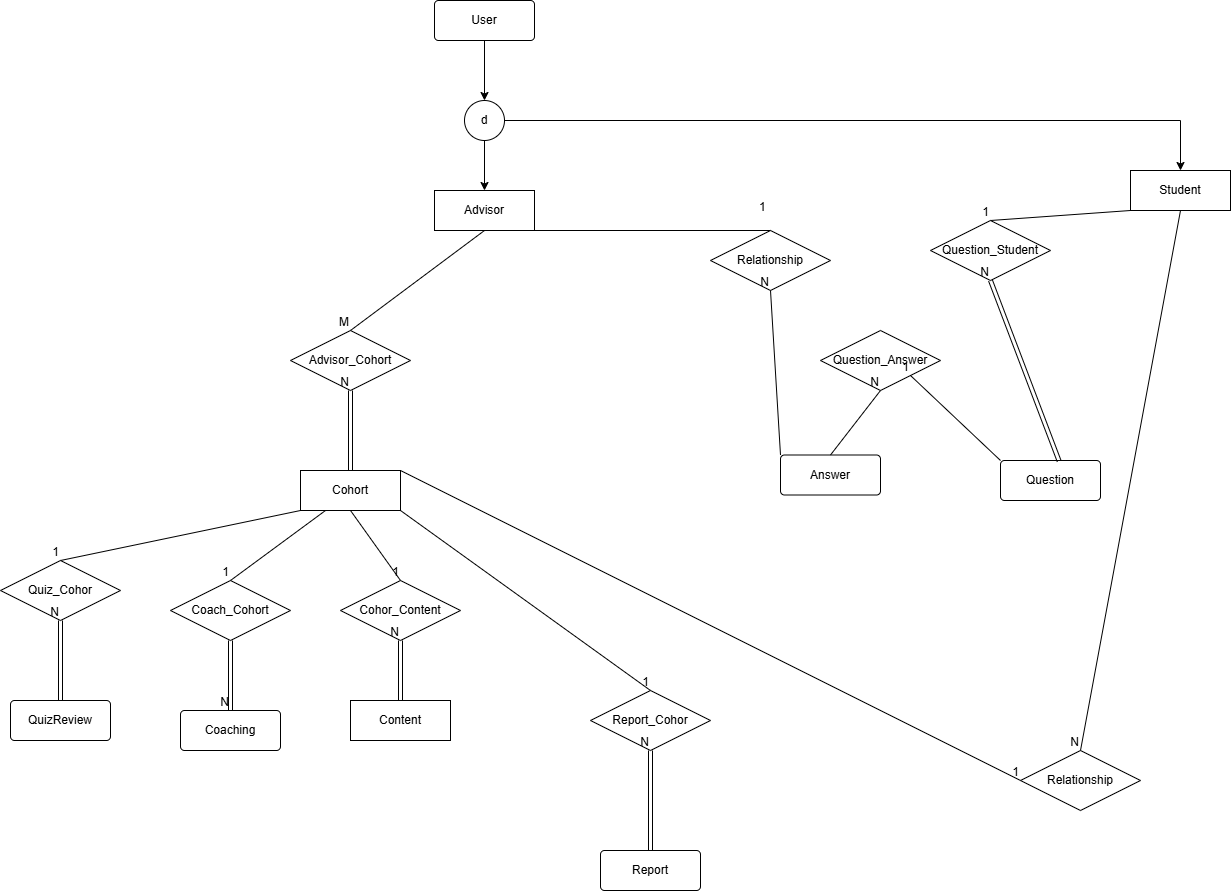 User
d
Advisor
Student
1
1
Relationship
N
Question_Student
N
M
Advisor_Cohort
N
Question_Answer
N
1
Answer
Question
Cohort
1
Quiz_Cohor
N
1
Coach_Cohort
N
1
Cohor_Content
N
QuizReview
Coaching
Content
1
Report_Cohor
N
N
1
Relationship
Report